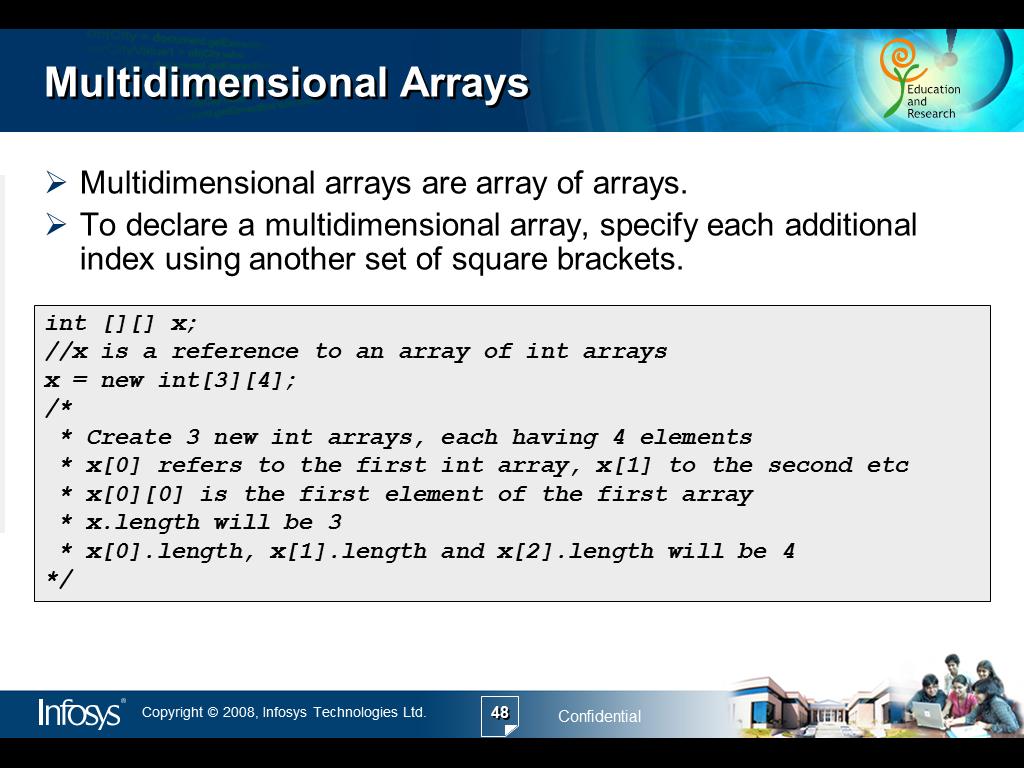 Multidimensional Arrays
Education
and
Research
Multidimensional arrays are array of arrays.
To declare a multidimensional array, specify each additional
index using another set of square brackets.
int [][] x;
//x is a reference to an array of int arrays
x = new int[3][4];
/*
* Create 3 new int arrays, each having 4 elements
* x[0] refers to the first int array, x[1] to the second etc
* x[0][0] is the first element of the first array
* x.length will be 3
* x[0].length, x[1].length and x[2].length will be 4
*/
Infosys® Copyright © 2008, Infosys Technologies Ltd. 48 Confidential